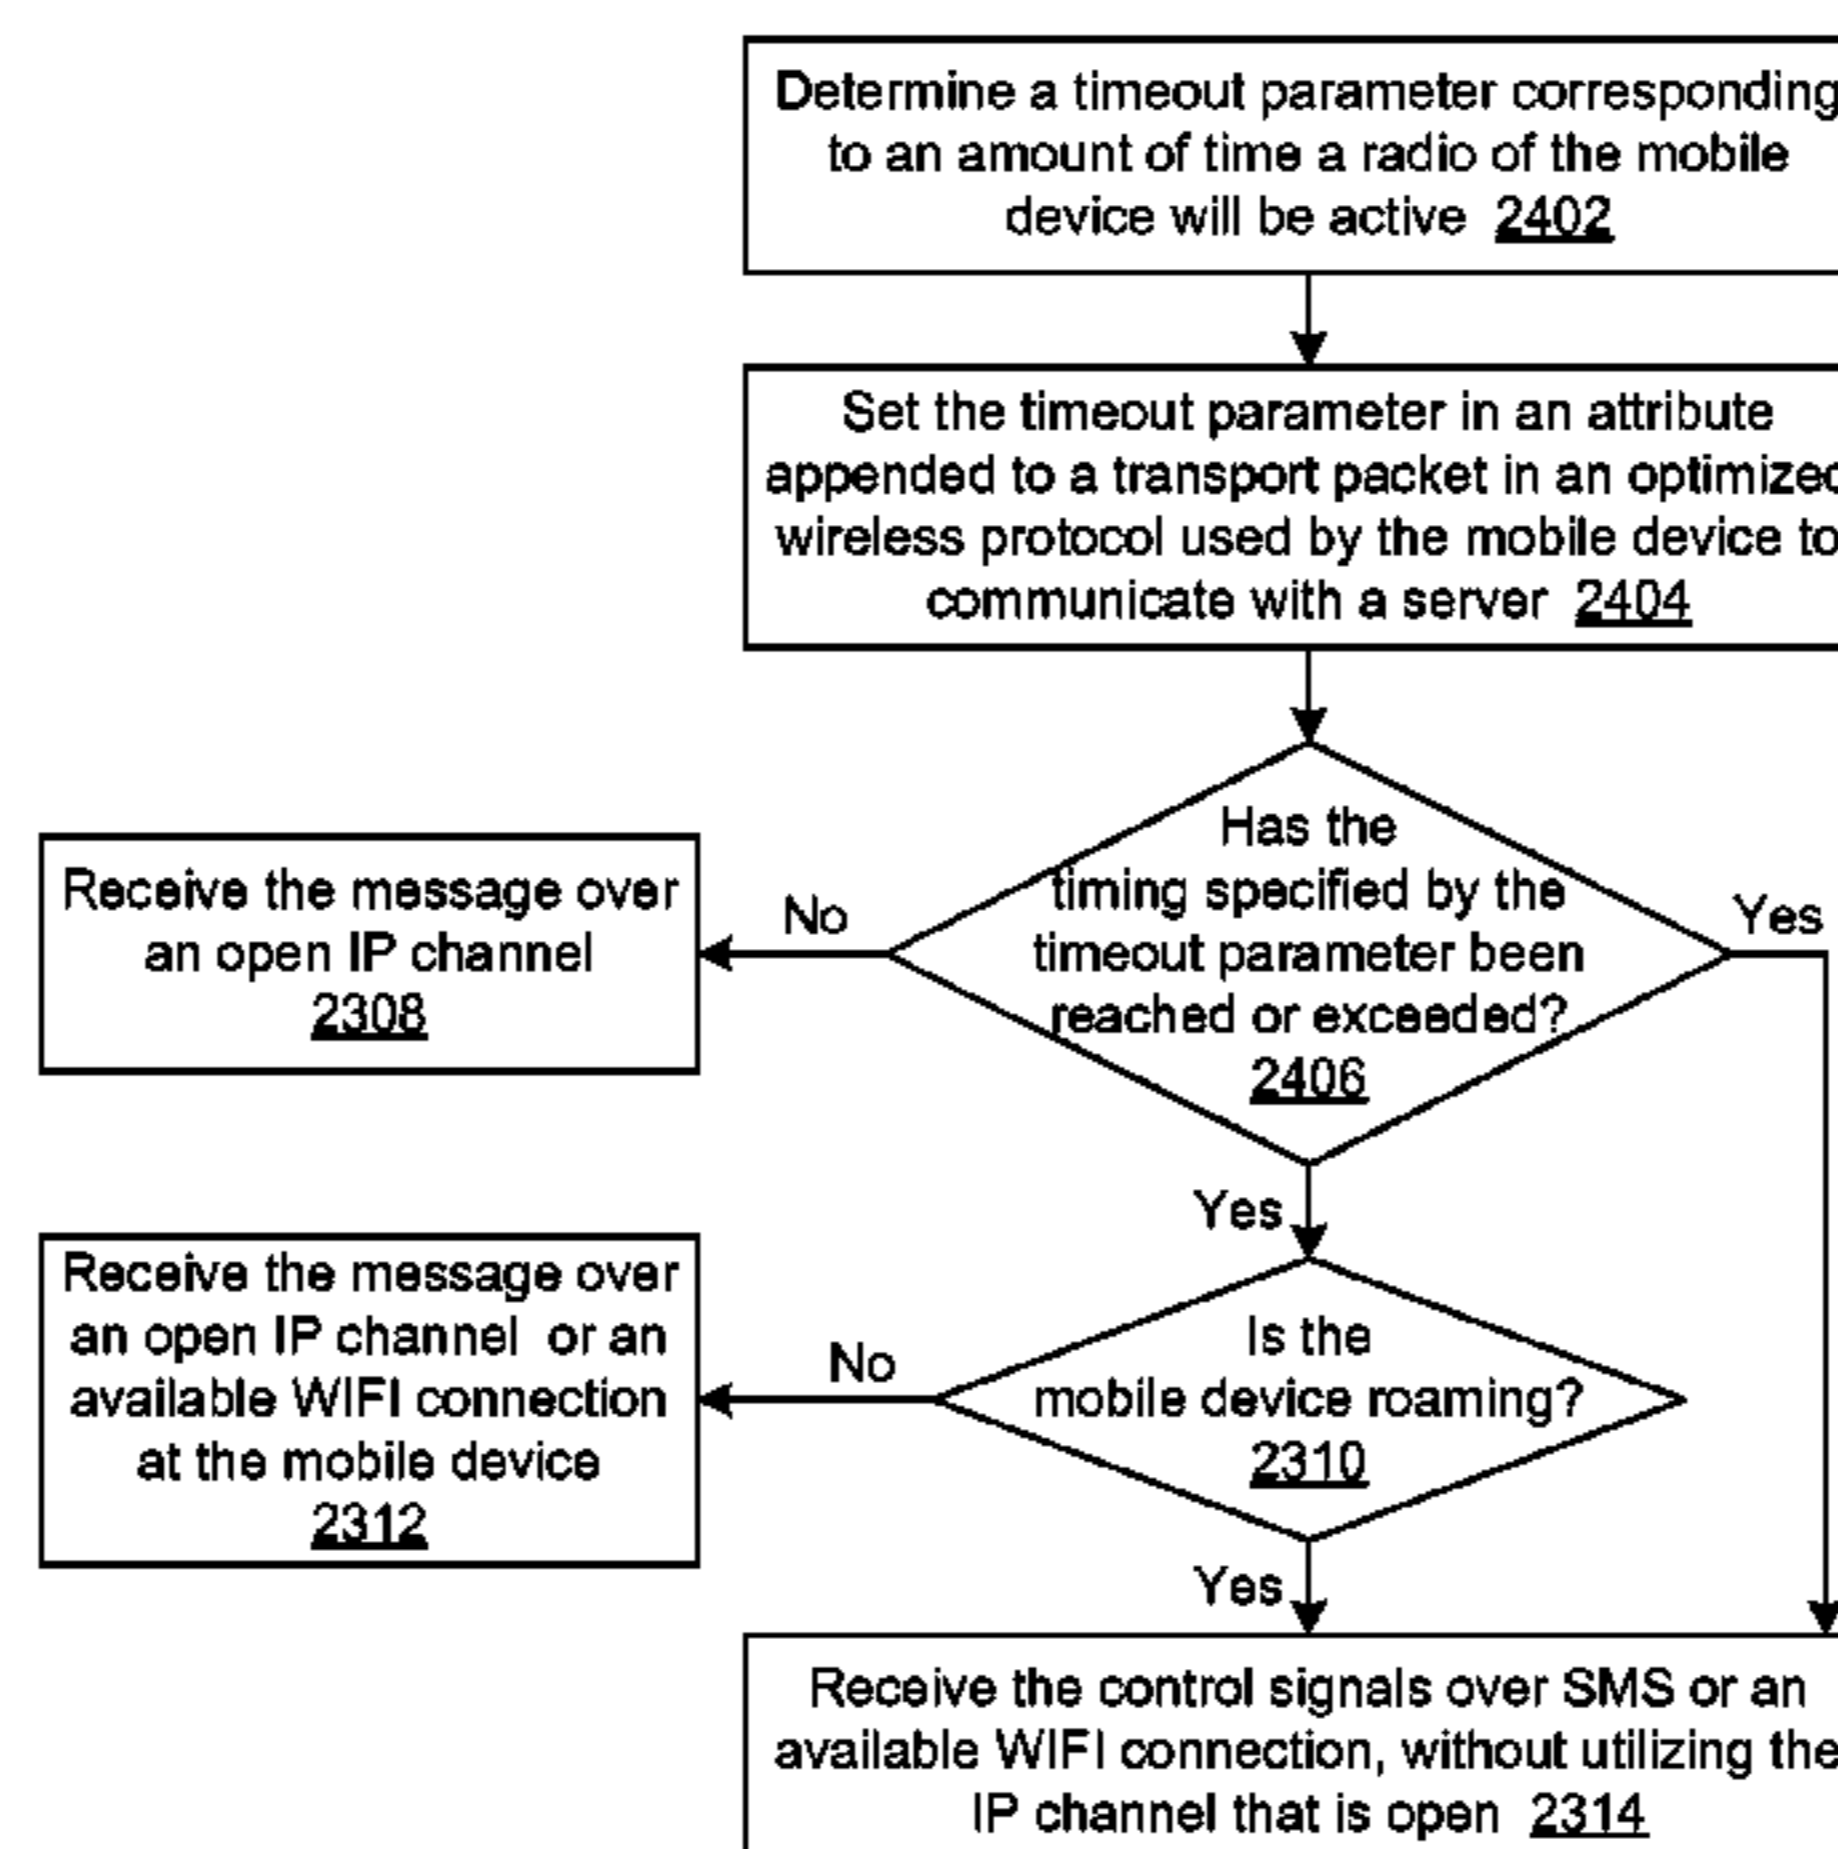 Determine a timeout parameter corresponding
to an amount of time a radio of the mobile
device will be active 2402
Set the timeout parameter in an attribute
appended to a transport packet in an optimized
wireless protocol used by the mobile device to
communicate with a server 2404
Has the
timing specified by the
timeout parameter been
reached or exceeded?
2406
No
Yes
Receive the message over
an open IP channel
2308
Yes
Is the
mobile device roaming?
2310
No
Receive the message over
an open IP channel or an
available WIFI connection
at the mobile device
2312
Yes
Receive the control signals over SMS or an
available WIFI connection, without utilizing the
IP channel that is open 2314